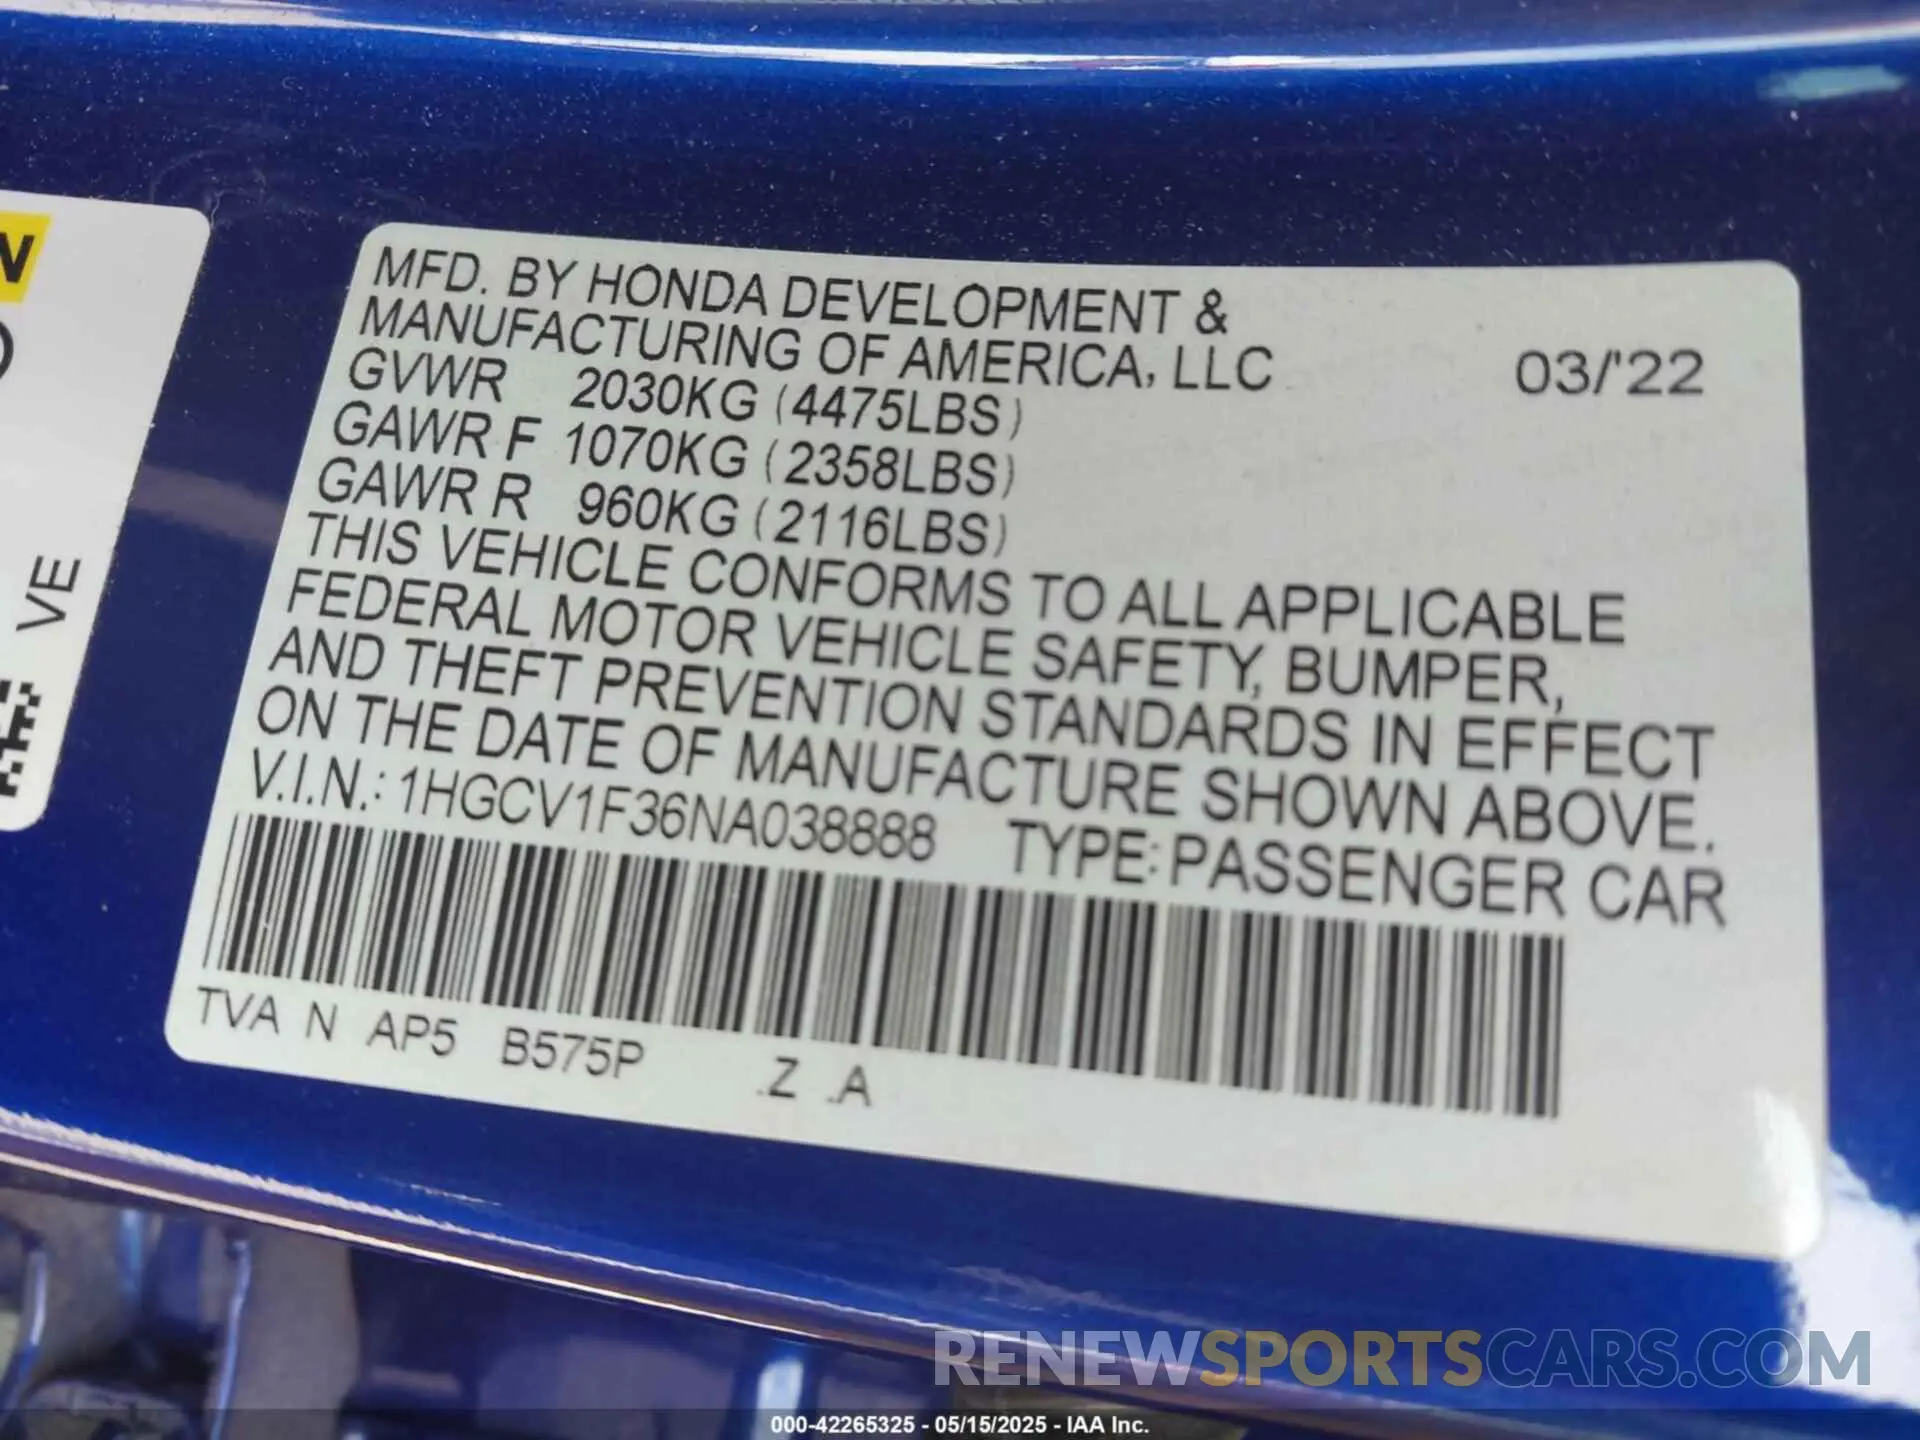 N
VE
MFD. BY HONDA DEVELOPMENT &
MANUFACTURING OF AMERICA, LLC 03/'22
GVWR 2030KG (4475LBS)
GAWR F 1070KG (2358LBS)
GAWR R 960KG (2116LBS)
THIS VEHICLE CONFORMS TO ALL APPLICABLE
FEDERAL MOTOR VEHICLE SAFETY, BUMPER,
AND THEFT PREVENTION STANDARDS IN EFFECT
ON THE DATE OF MANUFACTURE SHOWN ABOVE.
V.I.N.: 1HGCV1F36NA038888 TYPE: PASSENGER CAR
TVA N AP5 B575P .Z .A
RENEWSPORTSCARS.COM
000-42265325 - 05/15/2025 - IAA Inc.